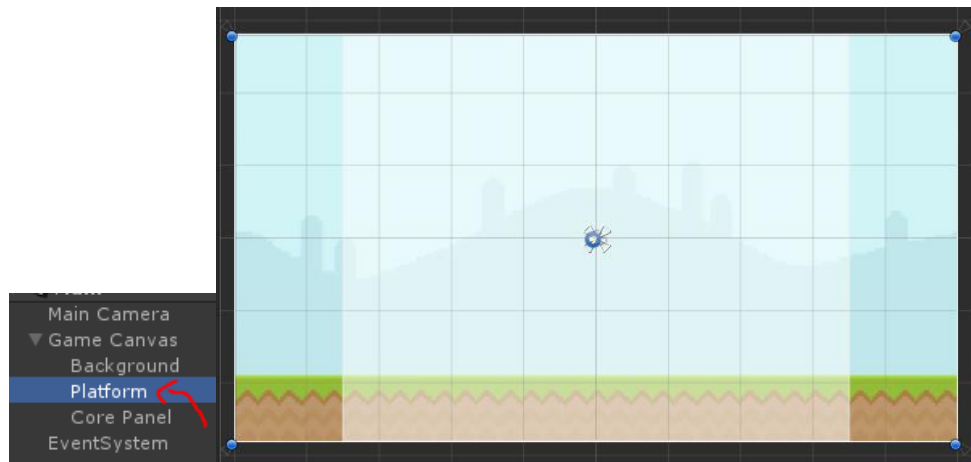 Main Camera
Game Canvas
Background
Platform
Core Panel
EventSystem